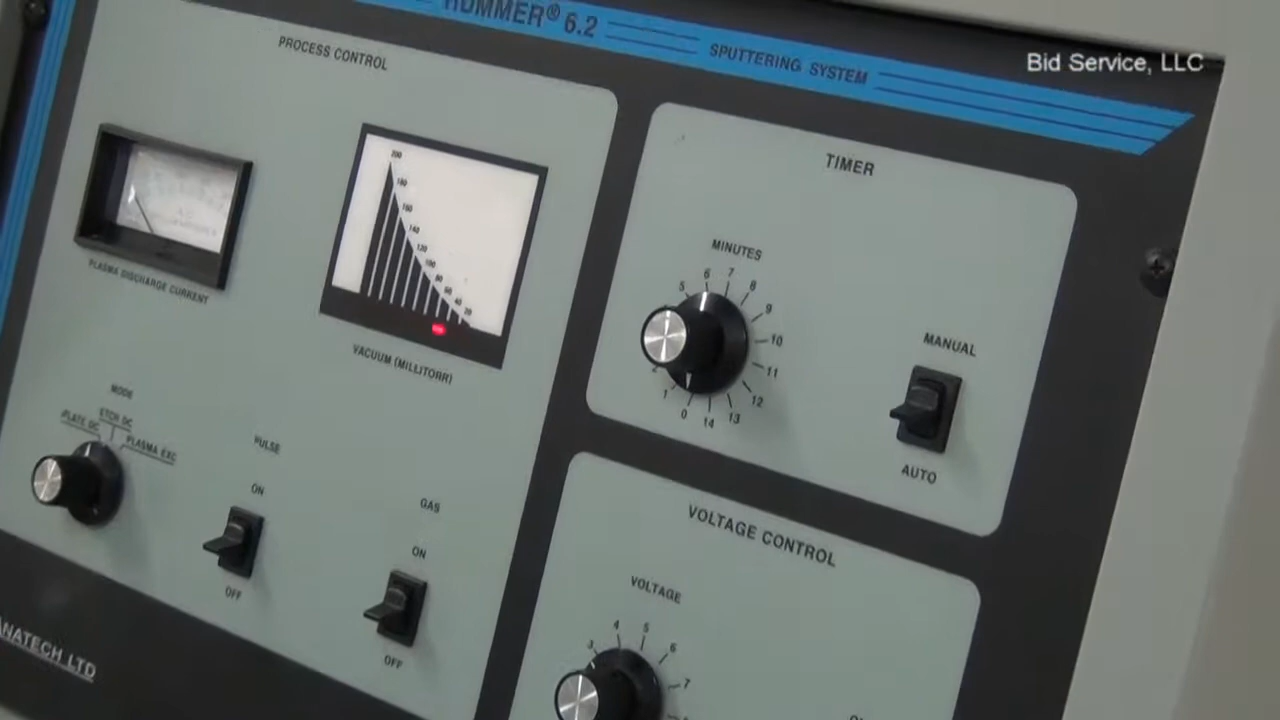 HUMMER® 6.2
SPUTTERING SYSTEM
Bid Service, LLC
PROCESS CONTROL
PLASMA DISCHARGE CURRENT
200
180
160
140
120
100
80
60
40
20
VACUUM (MILLITORR)
MODE
PLATE DC
ETCH DC
PLASMA EXC
PULSE
ON
OFF
GAS
ON
OFF
ANATECH LTD
TIMER
MINUTES
0
1
5
6
7
8
9
10
11
12
13
14
MANUAL
AUTO
VOLTAGE CONTROL
VOLTAGE
3
4
5
6
7